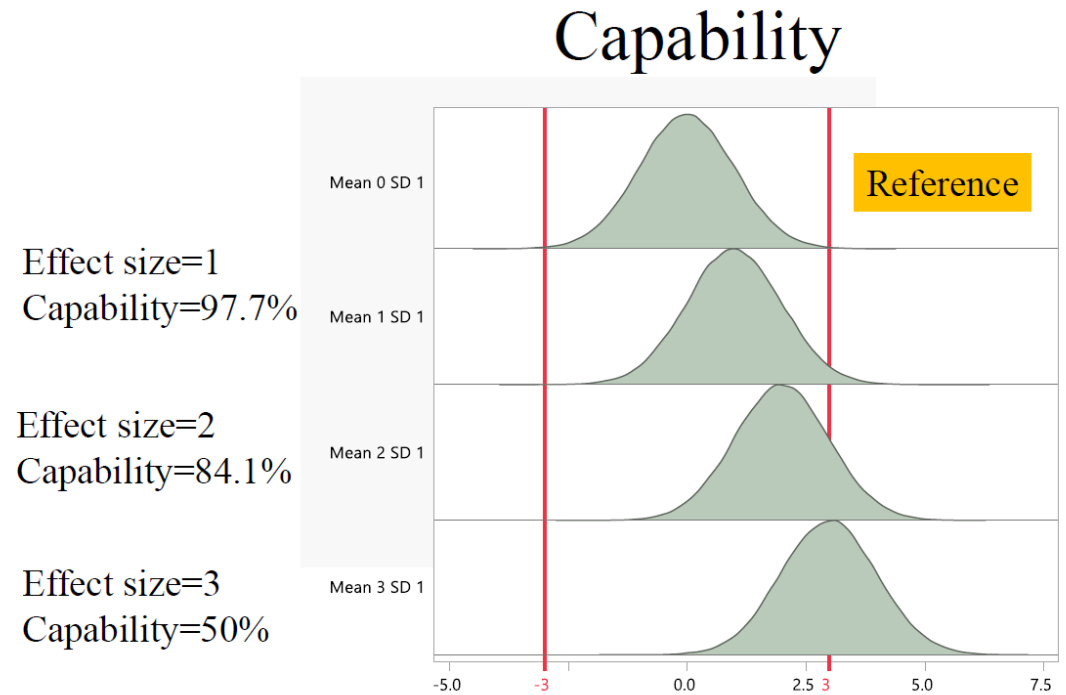 Capability
Mean 0 SD 1
Reference
Effect size=1
Capability=97.7%
Mean 1 SD 1
Effect size=2
Capability=84.1%
Mean 2 SD 1
Effect size=3
Capability=50%
Mean 3 SD 1
-5.0 -3 0.0 2.5 3 5.0 7.5